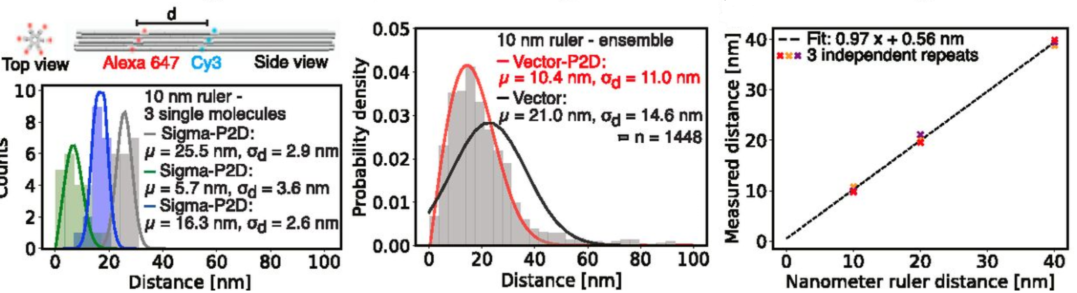 d
Top view
Alexa 647
Cy3
Side view
10 nm ruler -
3 single molecules
Sigma-P2D:
μ = 25.5 nm, σd = 2.9 nm
Sigma-P2D:
μ = 5.7 nm, σd = 3.6 nm
Sigma-P2D:
μ = 16.3 nm, σd = 2.6 nm
10
8
6
4
2
0
0 20 40 60 80 100
Distance [nm]
10 nm ruler - ensemble
Vector-P2D:
μ = 10.4 nm, σd = 11.0 nm
Vector:
μ = 21.0 nm, σd = 14.6 nm
n = 1448
Probability density
0.05
0.04
0.03
0.02
0.01
0.00
0 20 40 60 80 100
Distance [nm]
Fit: 0.97 x + 0.56 nm
3 independent repeats
Measured distance [nm]
40
30
20
10
0
0 10 20 30 40
Nanometer ruler distance [nm]